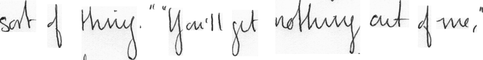 sort of thing." "You'll get nothing out of me,"